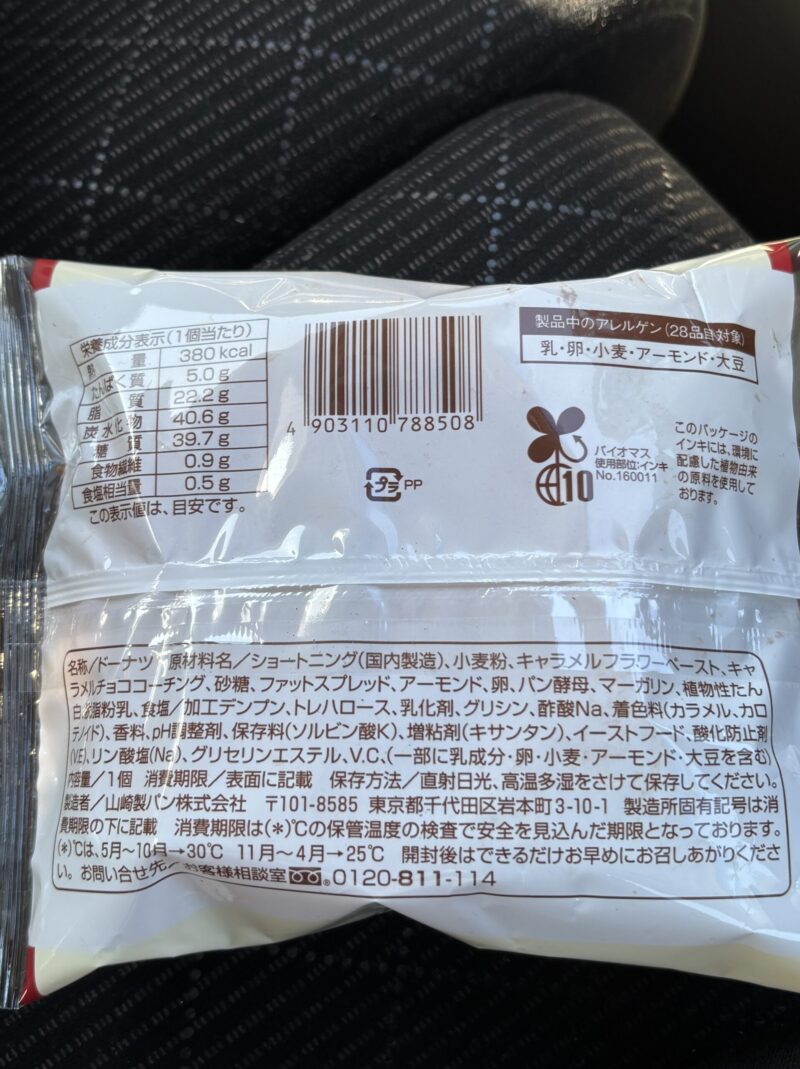 栄養成分表示(1個当たり)
熱量 380 kcal
たんぱく質 5.0g
脂質 22.2g
炭水化物 40.6g
糖質 39.7g
食物繊維 0.9g
食塩相当量 0.5g
この表示値は、目安です。
4 903110 788508
プラ PP
製品中のアレルゲン(28品目対象)
乳・卵・小麦・アーモンド・大豆
10
バイオマス
使用部位:インキ
No.160011
このパッケージの
インキには、環境に
配慮した植物由来
の原料を使用して
おります。
名称/ドーナツ 原材料名/ショートニング(国内製造)、小麦粉、キャラメルフラワーペースト、キャ
ラメルチョココーチング、砂糖、ファットスプレッド、アーモンド、卵、パン酵母、マーガリン、植物性たん
白、脱脂粉乳、食塩/加工デンプン、トレハロース、乳化剤、グリシン、酢酸Na、着色料(カラメル、カロ
テノイド)、香料、pH調整剤、保存料(ソルビン酸K)、増粘剤(キサンタン)、イーストフード、酸化防止剤
(V.E)、リン酸塩(Na)、グリセリンエステル、V.C、(一部に乳成分・卵・小麦・アーモンド・大豆を含む)
内容量/1個 消費期限/表面に記載 保存方法/直射日光、高温多湿をさけて保存してください。
製造者/山崎製パン株式会社 〒101-8585 東京都千代田区岩本町3-10-1 製造所固有記号は消
費期限の下に記載 消費期限は(*)℃の保管温度の検査で安全を見込んだ期限となっております。
(*)℃は、5月~10月→30℃ 11月~4月→25℃ 開封後はできるだけお早めにお召しあがりくださ
い。お問い合せ先/お客様相談室 0120-811-114